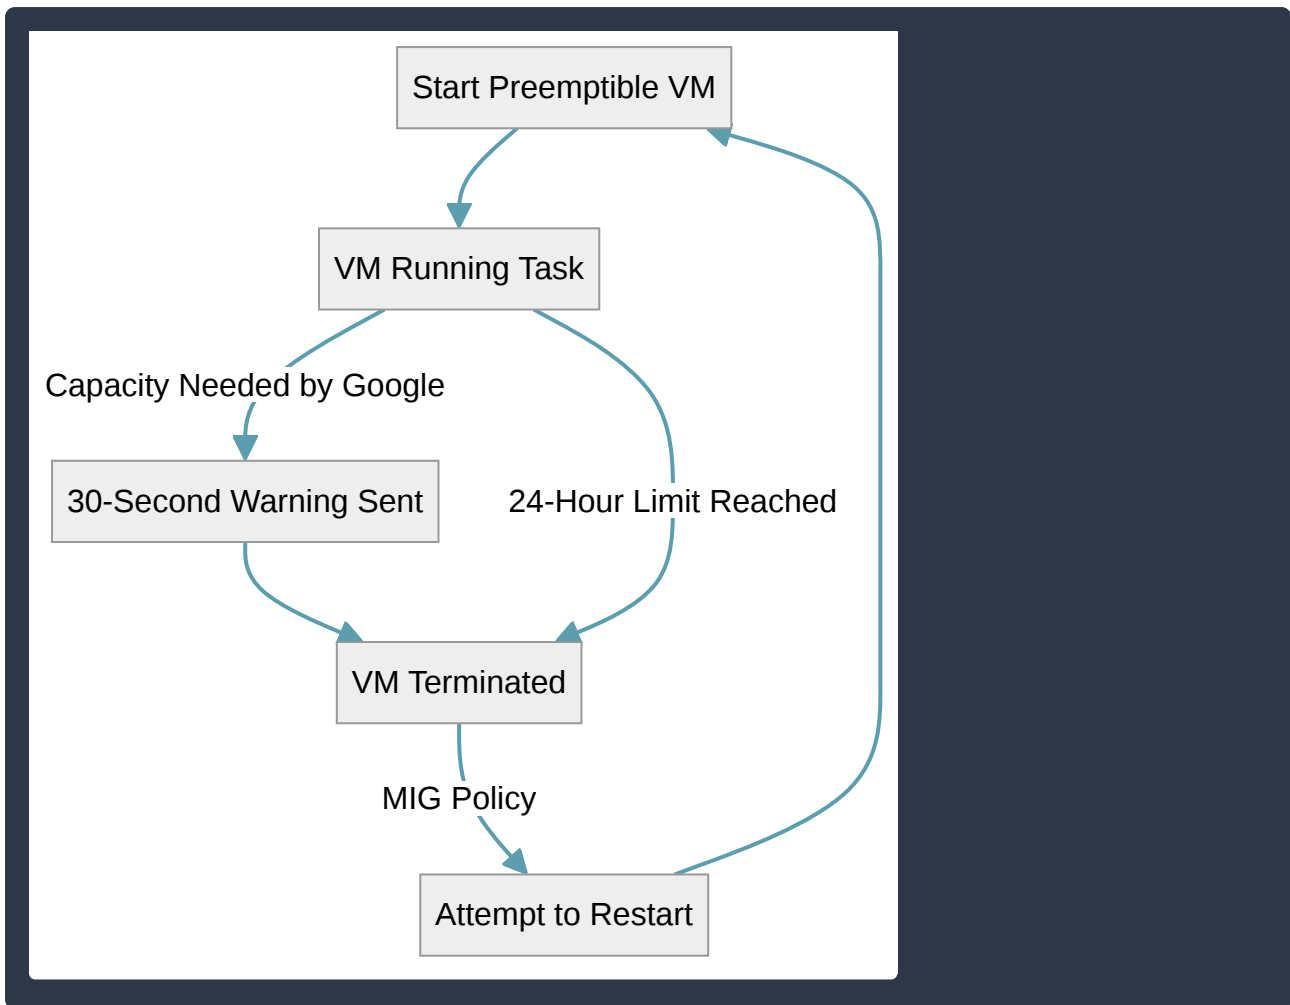 Start Preemptible VM
VM Running Task
Capacity Needed by Google
30-Second Warning Sent
24-Hour Limit Reached
VM Terminated
MIG Policy
Attempt to Restart